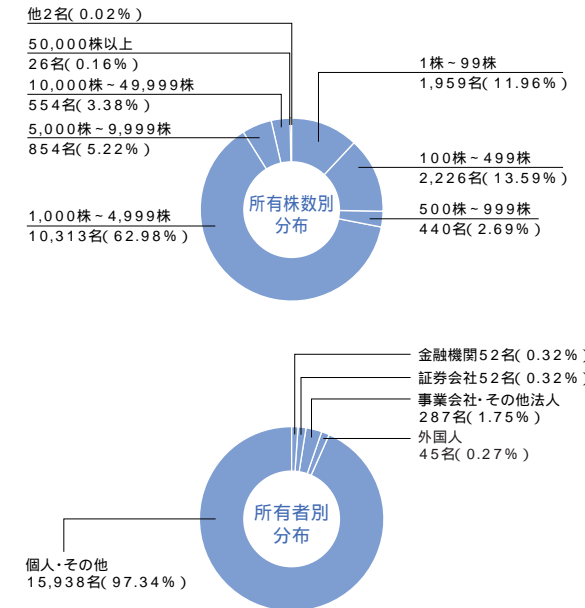 他2名( 0.02% )
50,000株以上
26名( 0.16% )
10,000株~49,999株
554名( 3.38% )
5,000株~9,999株
854名( 5.22% )
1,000株~4,999株
10,313名( 62.98% )
1株~99株
1,959名( 11.96% )
100株~499株
2,226名( 13.59% )
500株~999株
440名( 2.69% )
所有株数別
分布
金融機関52名( 0.32% )
証券会社52名( 0.32% )
事業会社・その他法人
287名( 1.75% )
外国人
45名( 0.27% )
所有者別
分布
個人・その他
15,938名( 97.34% )